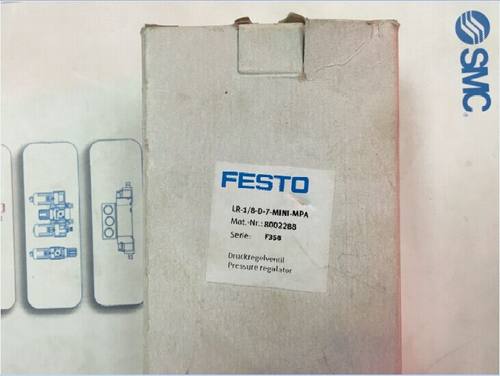 FESTO
LR-1/8-D-7-MINI-MPA
Mat.-Nr.: 8002288
Serie: F358
Druckregelventil
Pressure regulator
SMC